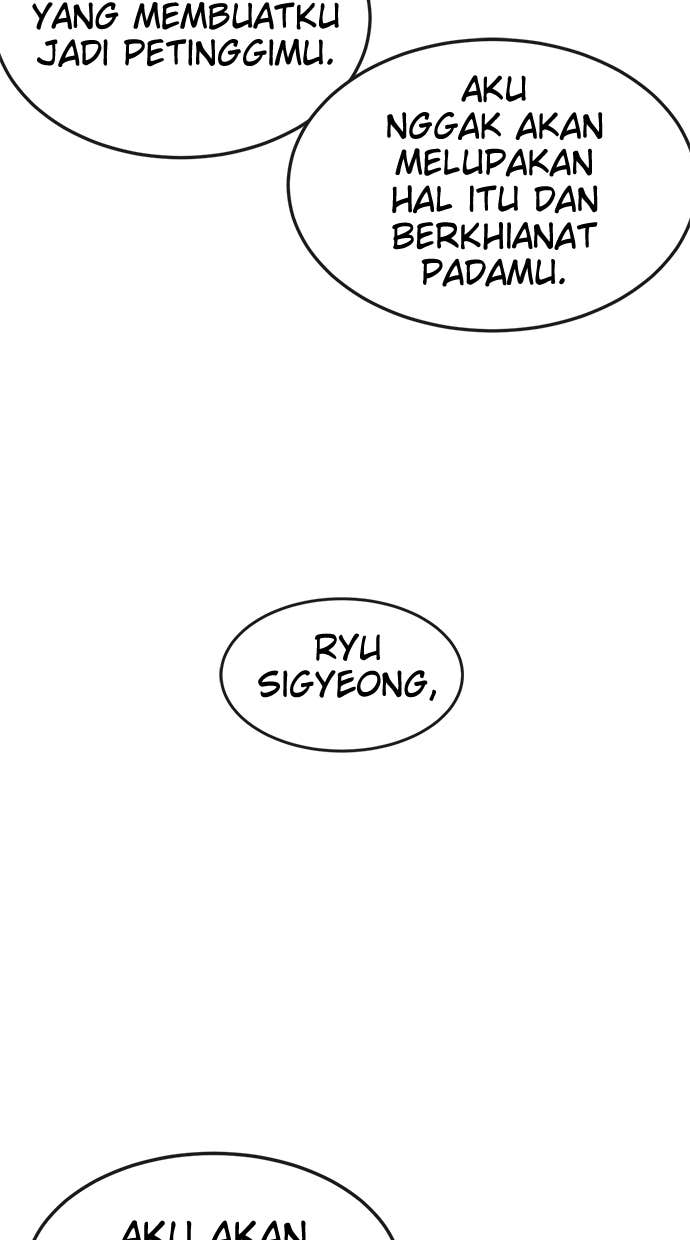 YANG MEMBUATKU
JADI PETINGGIMU.
AKU
NGGAK AKAN
MELUPAKAN
HAL ITU DAN
BERKHIANAT
PADAMU.
RYU
SIGYEONG,
AKU AKAN